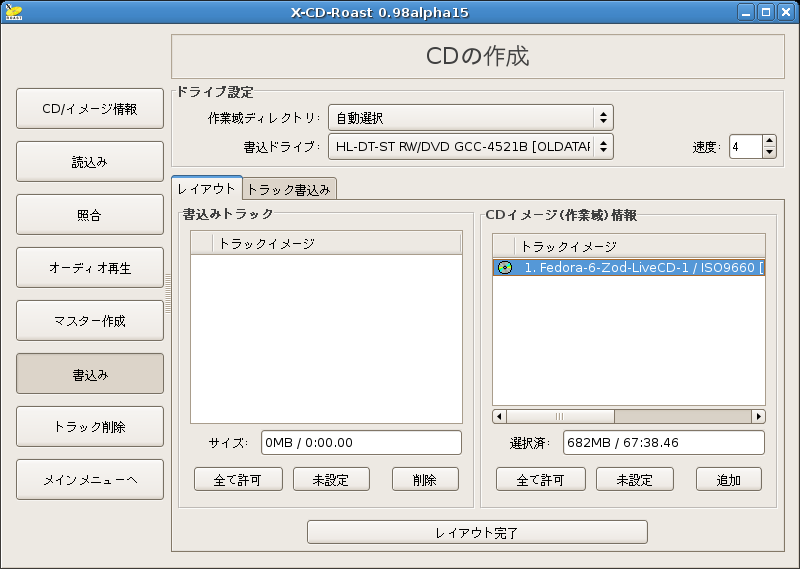 X-CD-Roast 0.98alpha15
CDの作成
CD/イメージ情報
読込み
照合
オーディオ再生
マスター作成
書込み
トラック削除
メインメニューへ
ドライブ設定
作業域ディレクトリ: 自動選択
書込ドライブ: HL-DT-ST RW/DVD GCC-4521B [OLDATAF
速度: 4
レイアウト
トラック書込み
書込みトラック
トラックイメージ
サイズ: 0MB / 0:00.00
全て許可
未設定
削除
CDイメージ(作業域)情報
トラックイメージ
1. Fedora-6-Zod-LiveCD-1 / ISO9660 [
選択済: 682MB / 67:38.46
全て許可
未設定
追加
レイアウト完了